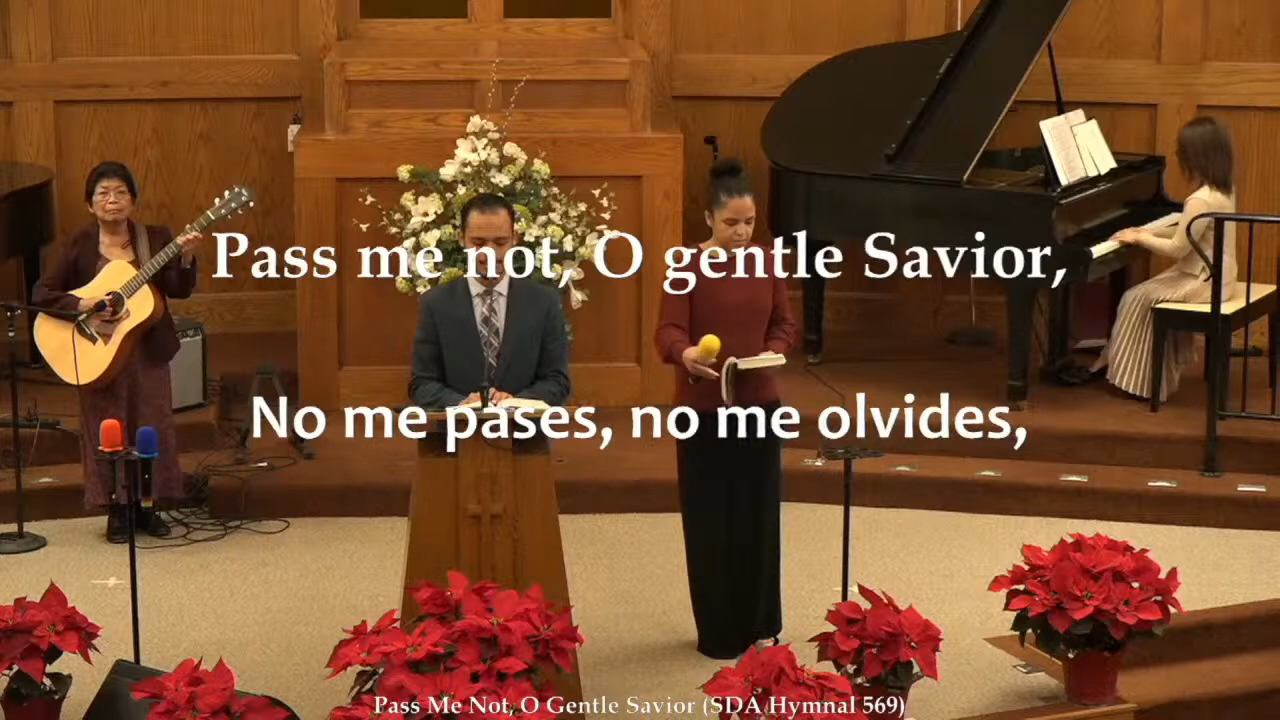 Pass me not, O gentle Savior,
No me pases, no me olvides,
Pass Me Not, O Gentle Savior (SDA Hymnal 569)